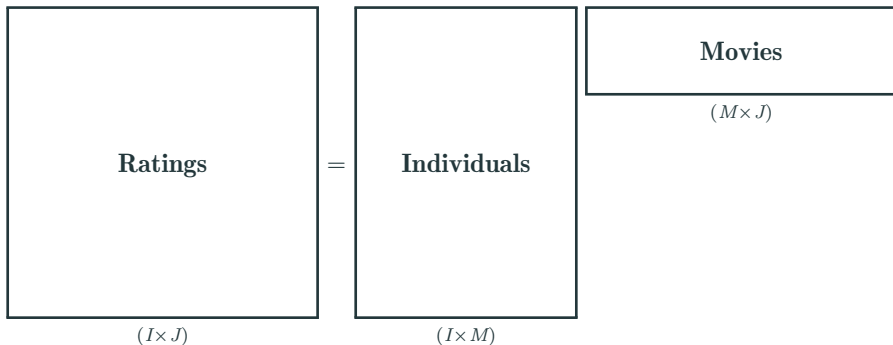 Movies
(M × J)
Ratings = Individuals
(I × J) (I × M)